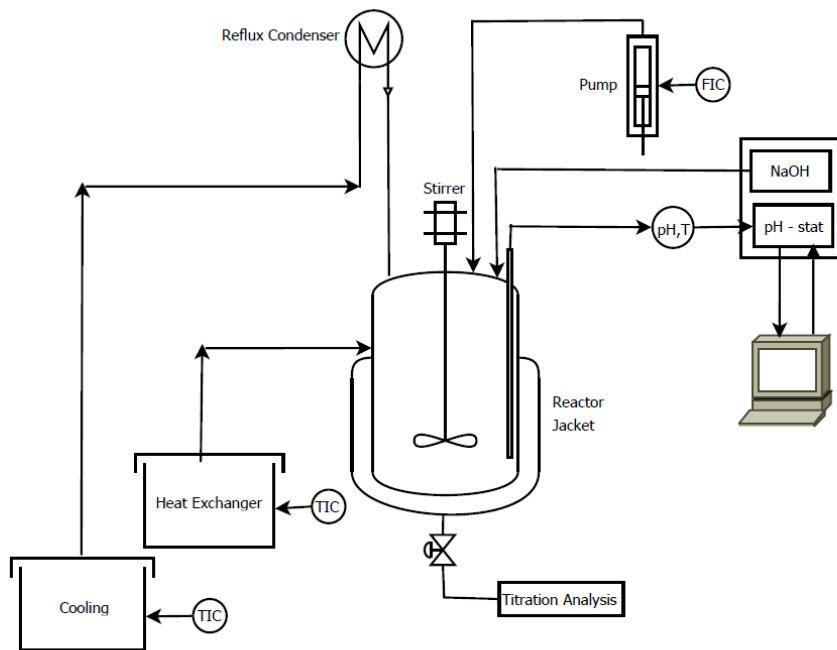 Reflux Condenser
Pump
FIC
NaOH
Stirrer
pH,T
pH - stat
Reactor
Jacket
Heat Exchanger
TIC
Cooling
TIC
Titration Analysis